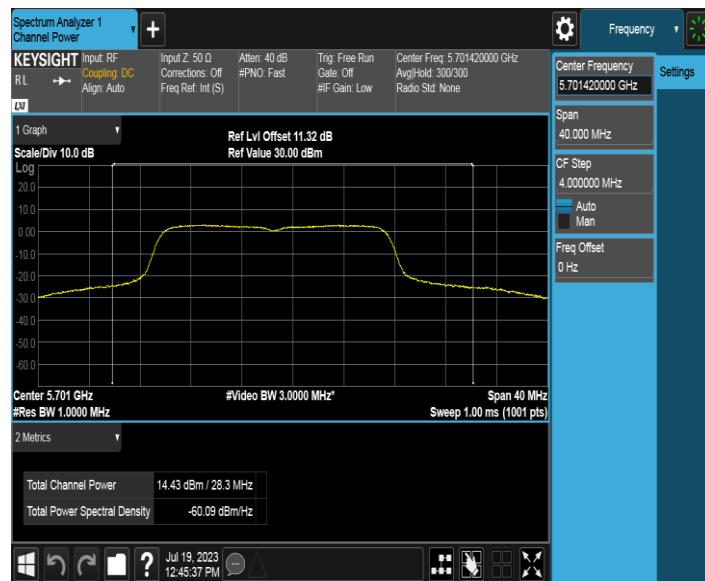 Spectrum Analyzer 1
Channel Power
Frequency
KEYSIGHT
RL
LXI
Input: RF
Coupling: DC
Align: Auto
Input Z: 50 Ω
Corrections: Off
Freq Ref: Int (S)
Atten: 40 dB
#PNO: Fast
Trig: Free Run
Gate: Off
#IF Gain: Low
Center Freq: 5.701420000 GHz
Avg|Hold: 300/300
Radio Std: None
Center Frequency
5.701420000 GHz
Settings
Span
40.000 MHz
CF Step
4.000000 MHz
Auto
Man
Freq Offset
0 Hz
1 Graph
Scale/Div 10.0 dB
Ref Lvl Offset 11.32 dB
Ref Value 30.00 dBm
Log
20.0
10.0
0.00
-10.0
-20.0
-30.0
-40.0
-50.0
-60.0
Center 5.701 GHz
#Res BW 1.0000 MHz
#Video BW 3.0000 MHz*
Span 40 MHz
Sweep 1.00 ms (1001 pts)
2 Metrics
Total Channel Power 14.43 dBm / 28.3 MHz
Total Power Spectral Density -60.09 dBm/Hz
Jul 19, 2023
12:45:37 PM